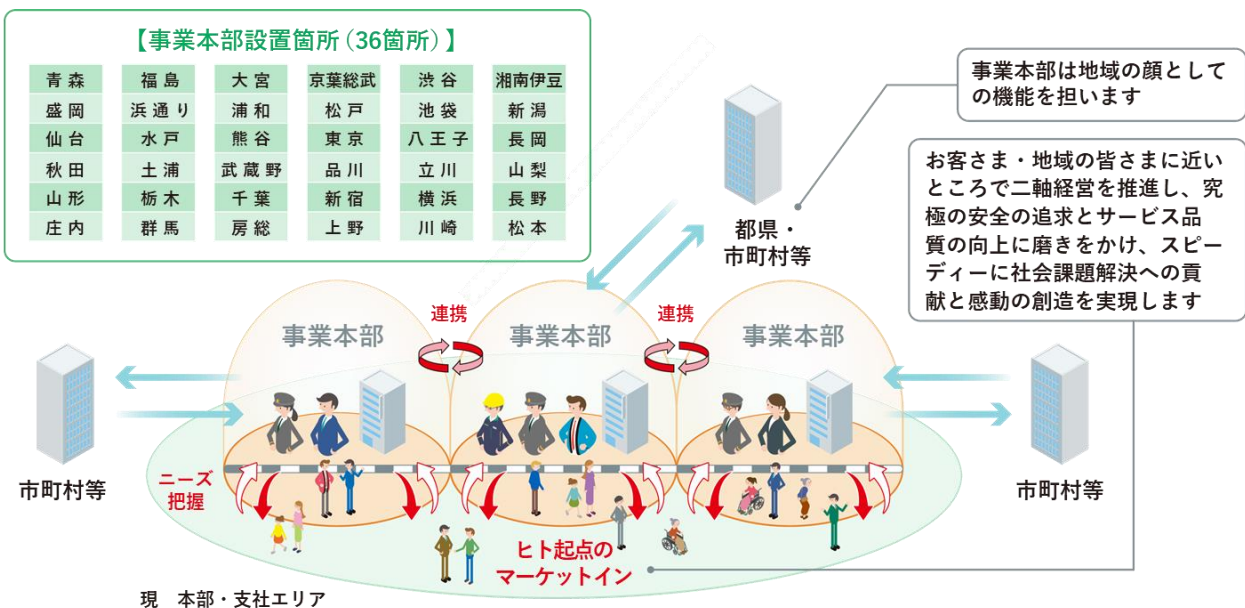 【事業本部設置箇所（36箇所）】
青森 福島 大宮 京葉総武 渋谷 湘南伊豆
盛岡 浜通り 浦和 松戸 池袋 新潟
仙台 水戸 熊谷 東京 八王子 長岡
秋田 土浦 武蔵野 品川 立川 山梨
山形 栃木 千葉 新宿 横浜 長野
庄内 群馬 房総 上野 川崎 松本
事業本部は地域の顔として
の機能を担います
お客さま・地域の皆さまに近い
ところで二軸経営を推進し、究
極の安全の追求とサービス品
質の向上に磨きをかけ、スピー
ディーに社会課題解決への貢
献と感動の創造を実現します
都県・
市町村等
連携
連携
事業本部
事業本部
事業本部
市町村等
市町村等
ニーズ
把握
ヒト起点の
マーケットイン
現　本部・支社エリア